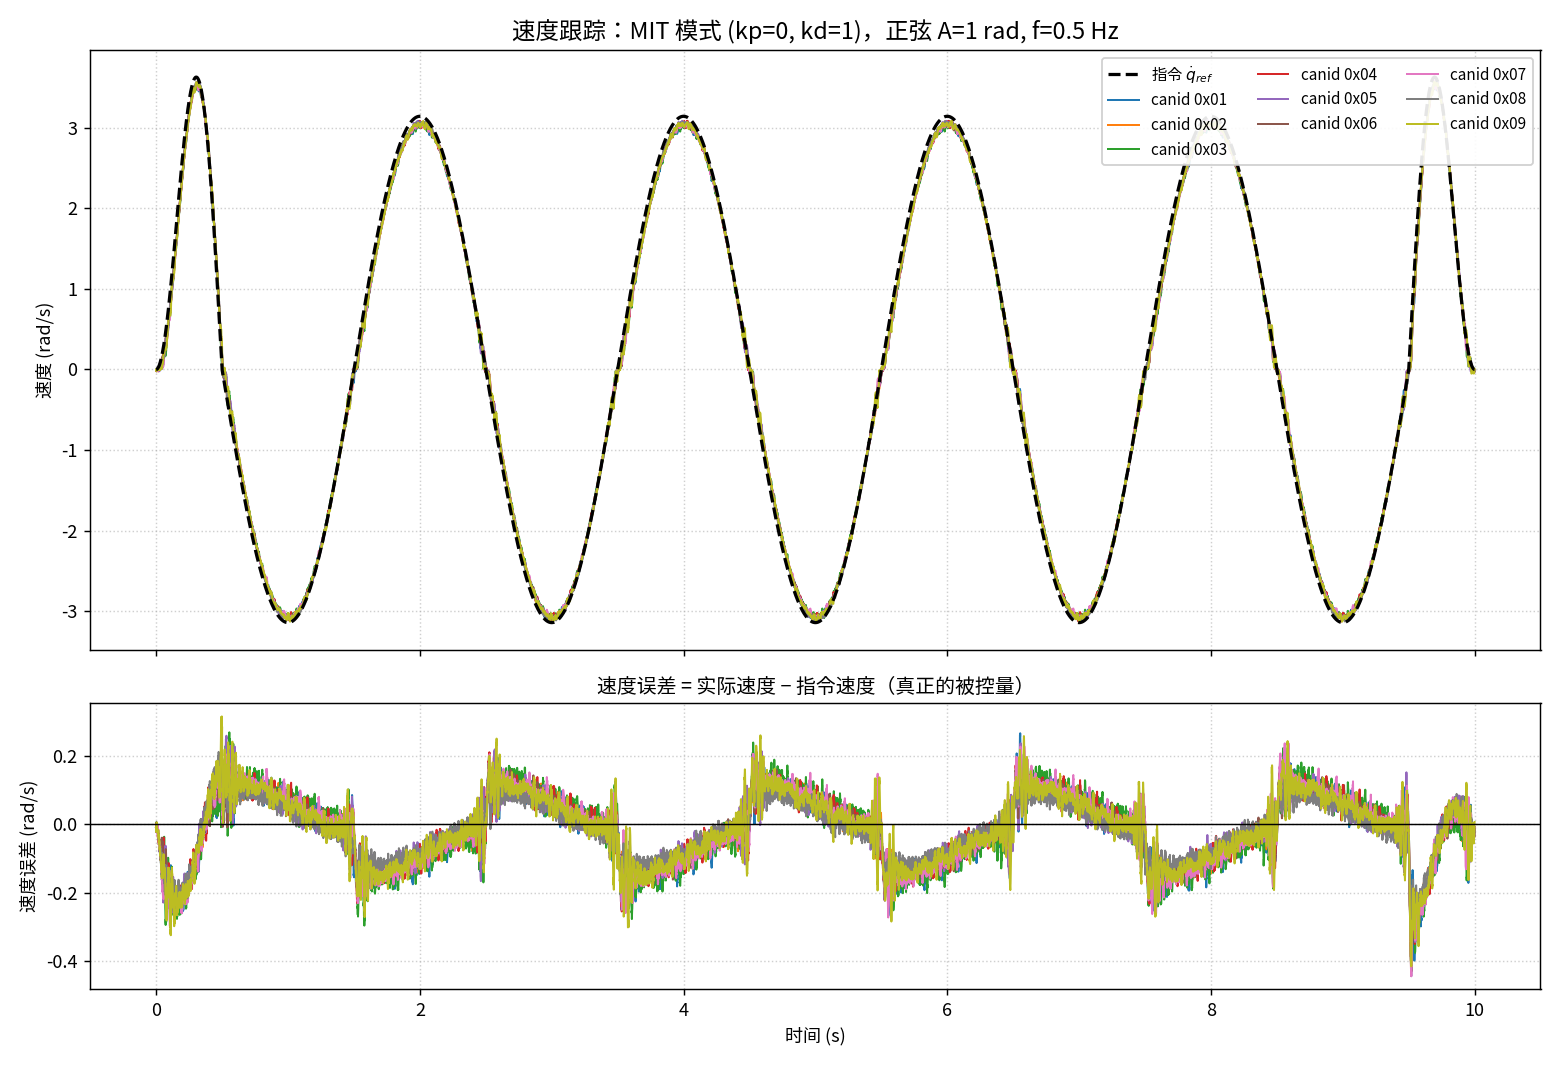 速度跟踪：MIT 模式 (kp=0, kd=1)，正弦 A=1 rad, f=0.5 Hz
指令 q̇_ref
canid 0x01
canid 0x02
canid 0x03
canid 0x04
canid 0x05
canid 0x06
canid 0x07
canid 0x08
canid 0x09
速度 (rad/s)
3
2
1
0
-1
-2
-3
速度误差 = 实际速度 − 指令速度（真正的被控量）
速度误差 (rad/s)
0.2
0.0
-0.2
-0.4
0
2
4
6
8
10
时间 (s)